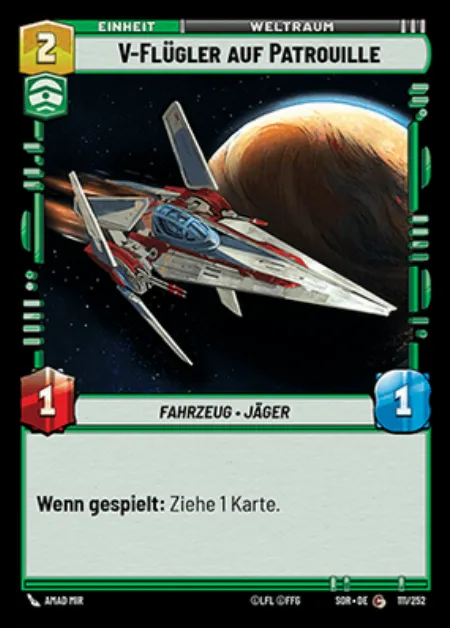 EINHEIT WELTRAUM
2 V-FLÜGLER AUF PATROUILLE
1 FAHRZEUG • JÄGER 1
Wenn gespielt: Ziehe 1 Karte.
AMAD MIR ©LFL ©FFG SOR • DE C 111/252